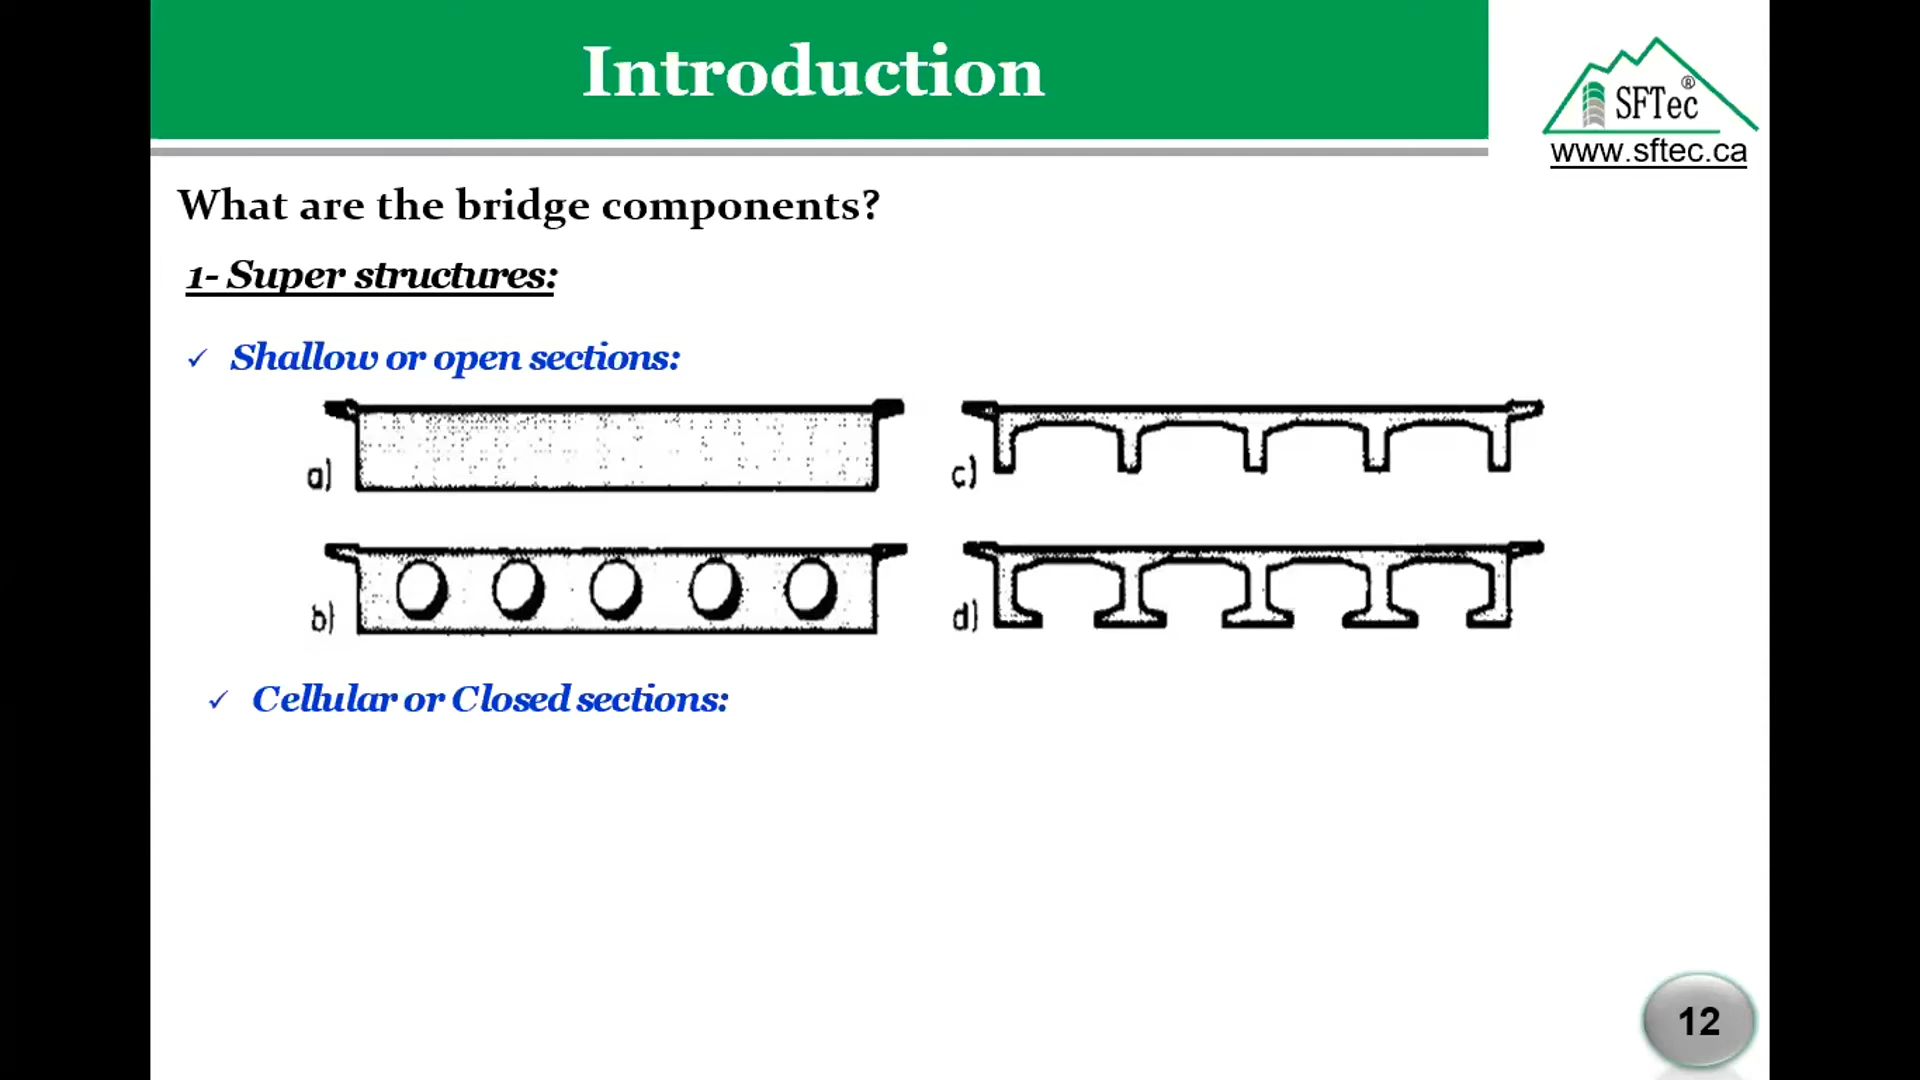 Introduction
SFTec®
www.sftec.ca
What are the bridge components?
1- Super structures:
✓ Shallow or open sections:
a)
c)
b)
d)
✓ Cellular or Closed sections:
12